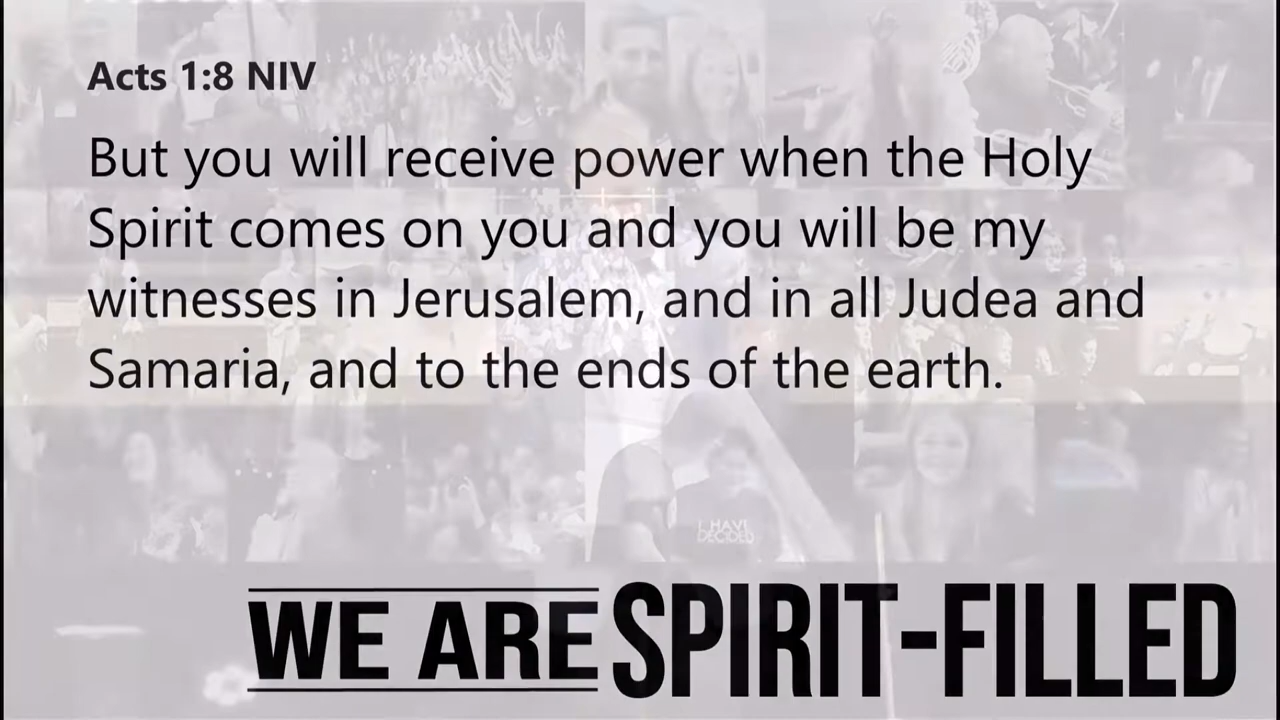 Acts 1:8 NIV
But you will receive power when the Holy
Spirit comes on you and you will be my
witnesses in Jerusalem, and in all Judea and
Samaria, and to the ends of the earth.
I HAVE
DECIDED
WE ARE SPIRIT-FILLED